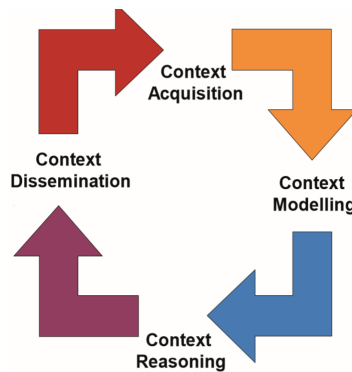 Context
Acquisition
Context
Modelling
Context
Reasoning
Context
Dissemination